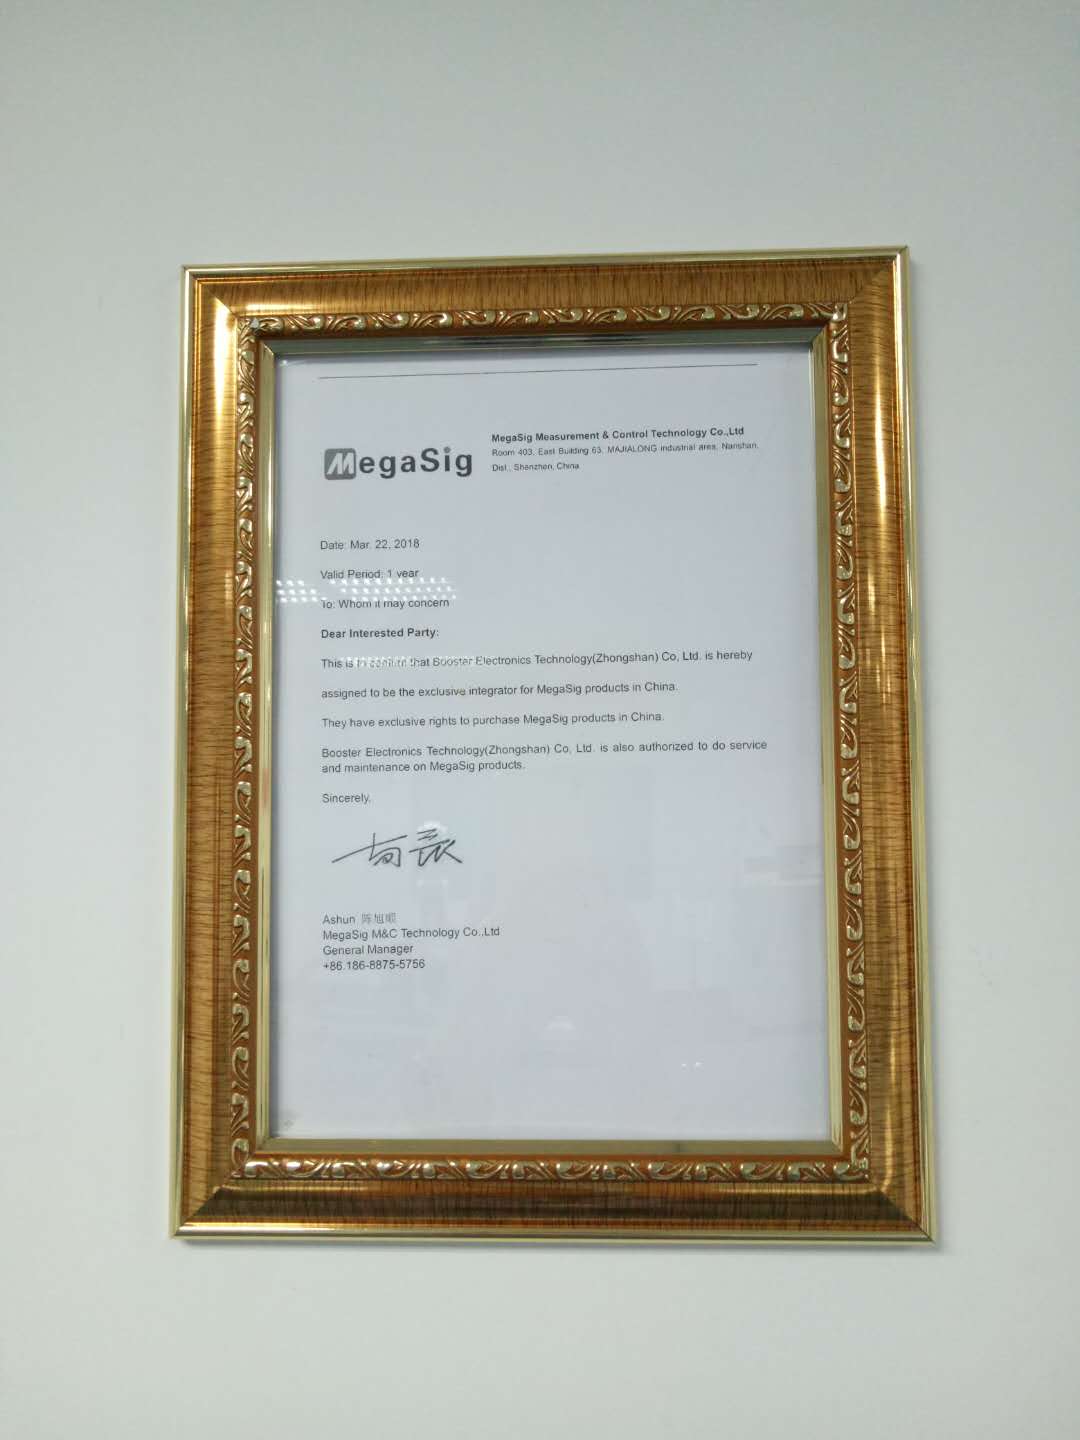 MegaSig
MegaSig Measurement & Control Technology Co.,Ltd
Room 403, East Building 63, MAJIALONG industrial area, Nanshan,
Dist., Shenzhen, China
Date: Mar. 22, 2018
Valid Period: 1 year
To: Whom it may concern
Dear Interested Party:
This is to confirm that Booster Electronics Technology(Zhongshan) Co, Ltd. is hereby
assigned to be the exclusive integrator for MegaSig products in China.
They have exclusive rights to purchase MegaSig products in China.
Booster Electronics Technology(Zhongshan) Co, Ltd. is also authorized to do service
and maintenance on MegaSig products.
Sincerely,
Ashun 陈旭顺
MegaSig M&C Technology Co.,Ltd
General Manager
+86.186-8875-5756